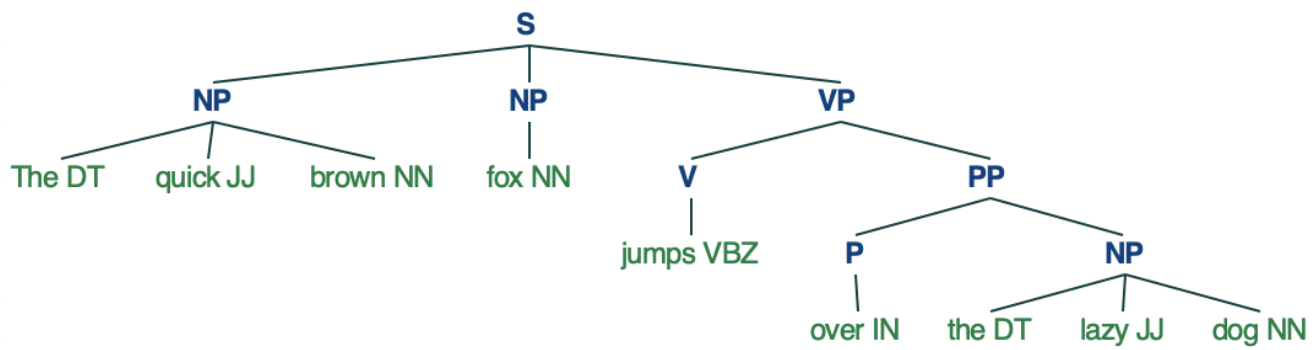 S
NP NP VP
The DT quick JJ brown NN fox NN V PP
jumps VBZ P NP
over IN the DT lazy JJ dog NN